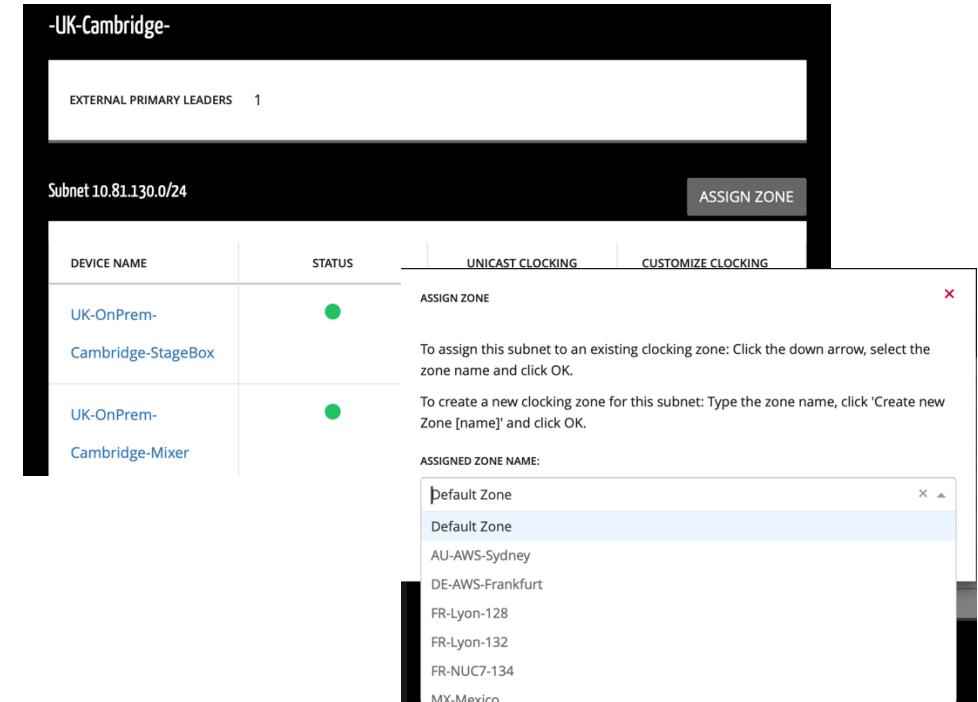 -UK-Cambridge-
EXTERNAL PRIMARY LEADERS 1
Subnet 10.81.130.0/24
ASSIGN ZONE
DEVICE NAME STATUS UNICAST CLOCKING CUSTOMIZE CLOCKING
UK-OnPrem-
Cambridge-StageBox
UK-OnPrem-
Cambridge-Mixer
ASSIGN ZONE ×
To assign this subnet to an existing clocking zone: Click the down arrow, select the
zone name and click OK.
To create a new clocking zone for this subnet: Type the zone name, click 'Create new
Zone [name]' and click OK.
ASSIGNED ZONE NAME:
Default Zone ×
Default Zone
AU-AWS-Sydney
DE-AWS-Frankfurt
FR-Lyon-128
FR-Lyon-132
FR-NUC7-134
MX-Mexico